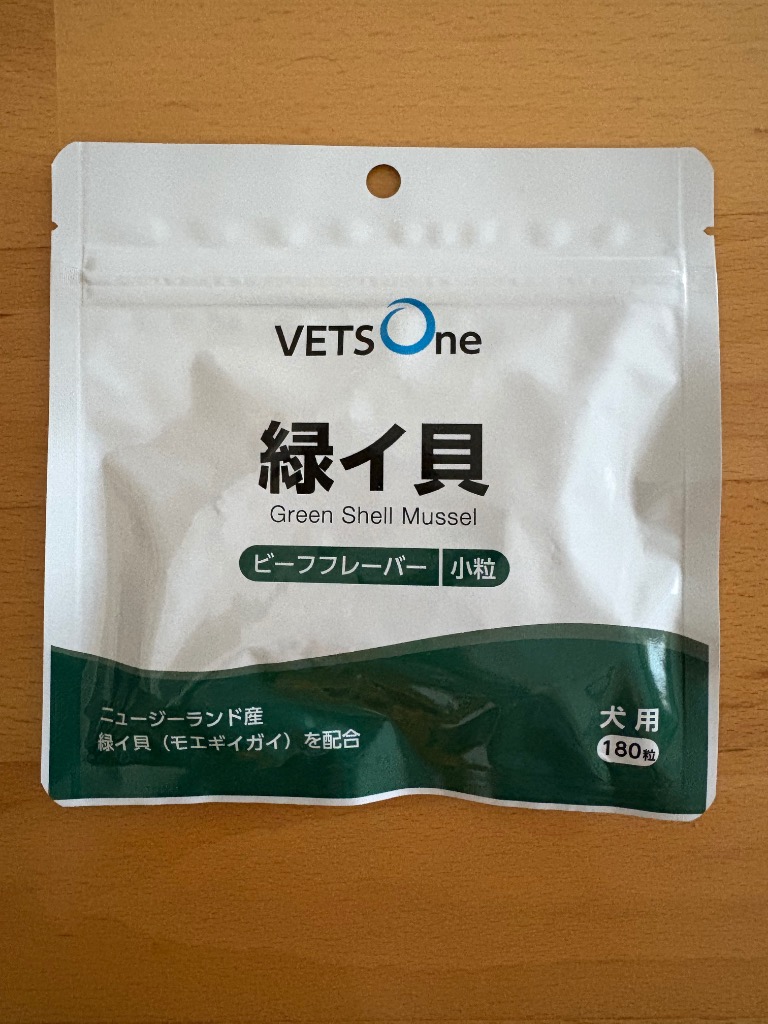 VETS One
緑イ貝
Green Shell Mussel
ビーフフレーバー 小粒
ニュージーランド産
緑イ貝（モエギイガイ）を配合
犬用
180粒